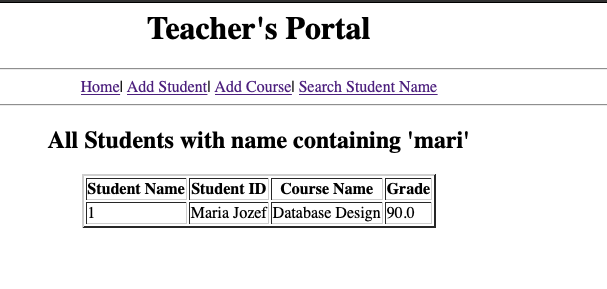 Teacher's Portal
Home| Add Student| Add Course| Search Student Name
All Students with name containing 'mari'
Student Name Student ID Course Name Grade
1 Maria Jozef Database Design 90.0